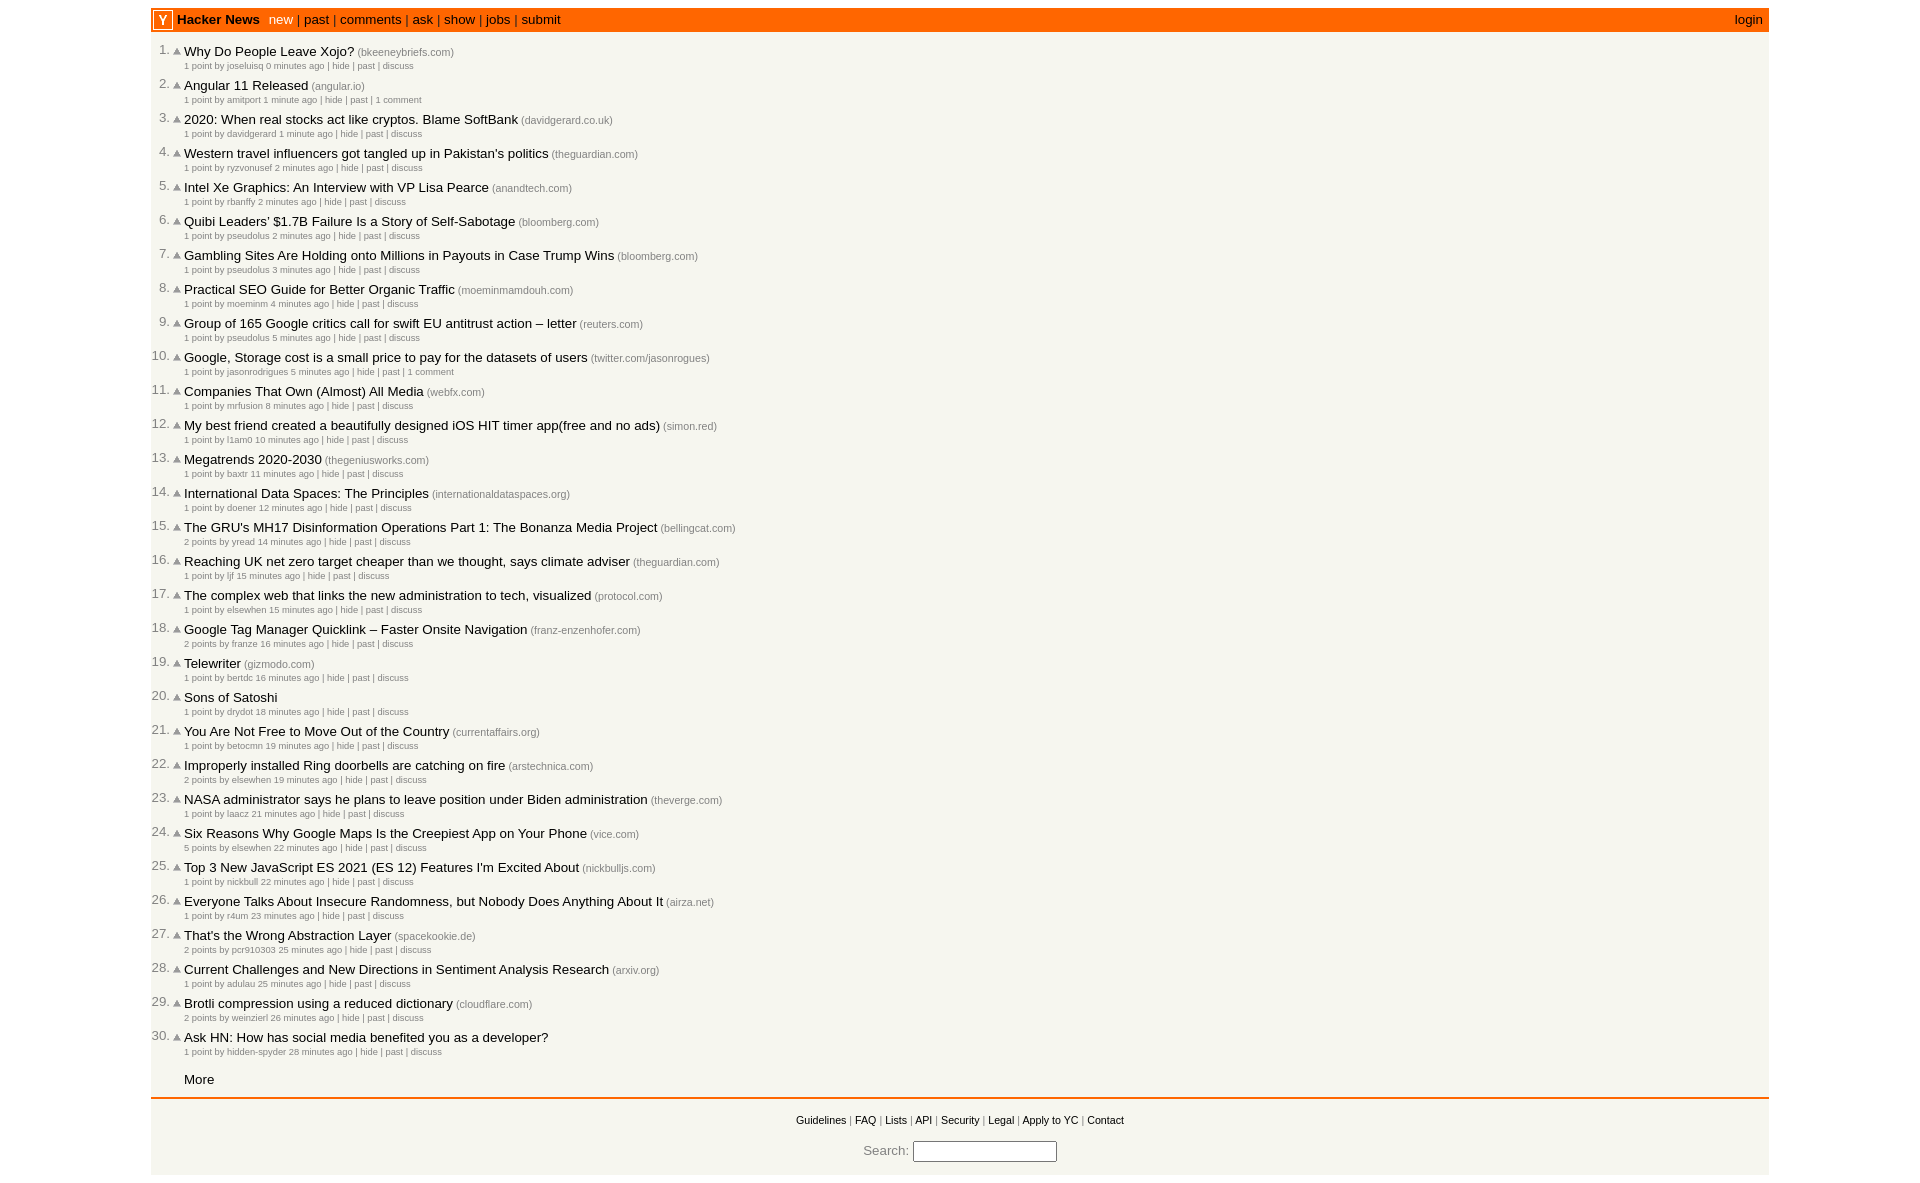 Y Hacker News new | past | comments | ask | show | jobs | submit login
1. Why Do People Leave Xojo? (bkeeneybriefs.com)
1 point by joseluisq 0 minutes ago | hide | past | discuss
2. Angular 11 Released (angular.io)
1 point by amitport 1 minute ago | hide | past | 1 comment
3. 2020: When real stocks act like cryptos. Blame SoftBank (davidgerard.co.uk)
1 point by davidgerard 1 minute ago | hide | past | discuss
4. Western travel influencers got tangled up in Pakistan's politics (theguardian.com)
1 point by ryzvonusef 2 minutes ago | hide | past | discuss
5. Intel Xe Graphics: An Interview with VP Lisa Pearce (anandtech.com)
1 point by rbanffy 2 minutes ago | hide | past | discuss
6. Quibi Leaders' $1.7B Failure Is a Story of Self-Sabotage (bloomberg.com)
1 point by pseudolus 2 minutes ago | hide | past | discuss
7. Gambling Sites Are Holding onto Millions in Payouts in Case Trump Wins (bloomberg.com)
1 point by pseudolus 3 minutes ago | hide | past | discuss
8. Practical SEO Guide for Better Organic Traffic (moeminmamdouh.com)
1 point by moeminm 4 minutes ago | hide | past | discuss
9. Group of 165 Google critics call for swift EU antitrust action – letter (reuters.com)
1 point by pseudolus 5 minutes ago | hide | past | discuss
10. Google, Storage cost is a small price to pay for the datasets of users (twitter.com/jasonrogues)
1 point by jasonrodrigues 5 minutes ago | hide | past | 1 comment
11. Companies That Own (Almost) All Media (webfx.com)
1 point by mrfusion 8 minutes ago | hide | past | discuss
12. My best friend created a beautifully designed iOS HIT timer app(free and no ads) (simon.red)
1 point by l1am0 10 minutes ago | hide | past | discuss
13. Megatrends 2020-2030 (thegeniusworks.com)
1 point by baxtr 11 minutes ago | hide | past | discuss
14. International Data Spaces: The Principles (internationaldataspaces.org)
1 point by doener 12 minutes ago | hide | past | discuss
15. The GRU's MH17 Disinformation Operations Part 1: The Bonanza Media Project (bellingcat.com)
2 points by yread 14 minutes ago | hide | past | discuss
16. Reaching UK net zero target cheaper than we thought, says climate adviser (theguardian.com)
1 point by ljf 15 minutes ago | hide | past | discuss
17. The complex web that links the new administration to tech, visualized (protocol.com)
1 point by elsewhen 15 minutes ago | hide | past | discuss
18. Google Tag Manager Quicklink – Faster Onsite Navigation (franz-enzenhofer.com)
2 points by franze 16 minutes ago | hide | past | discuss
19. Telewriter (gizmodo.com)
1 point by bertdc 16 minutes ago | hide | past | discuss
20. Sons of Satoshi
1 point by drydot 18 minutes ago | hide | past | discuss
21. You Are Not Free to Move Out of the Country (currentaffairs.org)
1 point by betocmn 19 minutes ago | hide | past | discuss
22. Improperly installed Ring doorbells are catching on fire (arstechnica.com)
2 points by elsewhen 19 minutes ago | hide | past | discuss
23. NASA administrator says he plans to leave position under Biden administration (theverge.com)
1 point by laacz 21 minutes ago | hide | past | discuss
24. Six Reasons Why Google Maps Is the Creepiest App on Your Phone (vice.com)
5 points by elsewhen 22 minutes ago | hide | past | discuss
25. Top 3 New JavaScript ES 2021 (ES 12) Features I'm Excited About (nickbulljs.com)
1 point by nickbull 22 minutes ago | hide | past | discuss
26. Everyone Talks About Insecure Randomness, but Nobody Does Anything About It (airza.net)
1 point by r4um 23 minutes ago | hide | past | discuss
27. That's the Wrong Abstraction Layer (spacekookie.de)
2 points by pcr910303 25 minutes ago | hide | past | discuss
28. Current Challenges and New Directions in Sentiment Analysis Research (arxiv.org)
1 point by adulau 25 minutes ago | hide | past | discuss
29. Brotli compression using a reduced dictionary (cloudflare.com)
2 points by weinzierl 26 minutes ago | hide | past | discuss
30. Ask HN: How has social media benefited you as a developer?
1 point by hidden-spyder 28 minutes ago | hide | past | discuss
More
Guidelines | FAQ | Lists | API | Security | Legal | Apply to YC | Contact
Search: